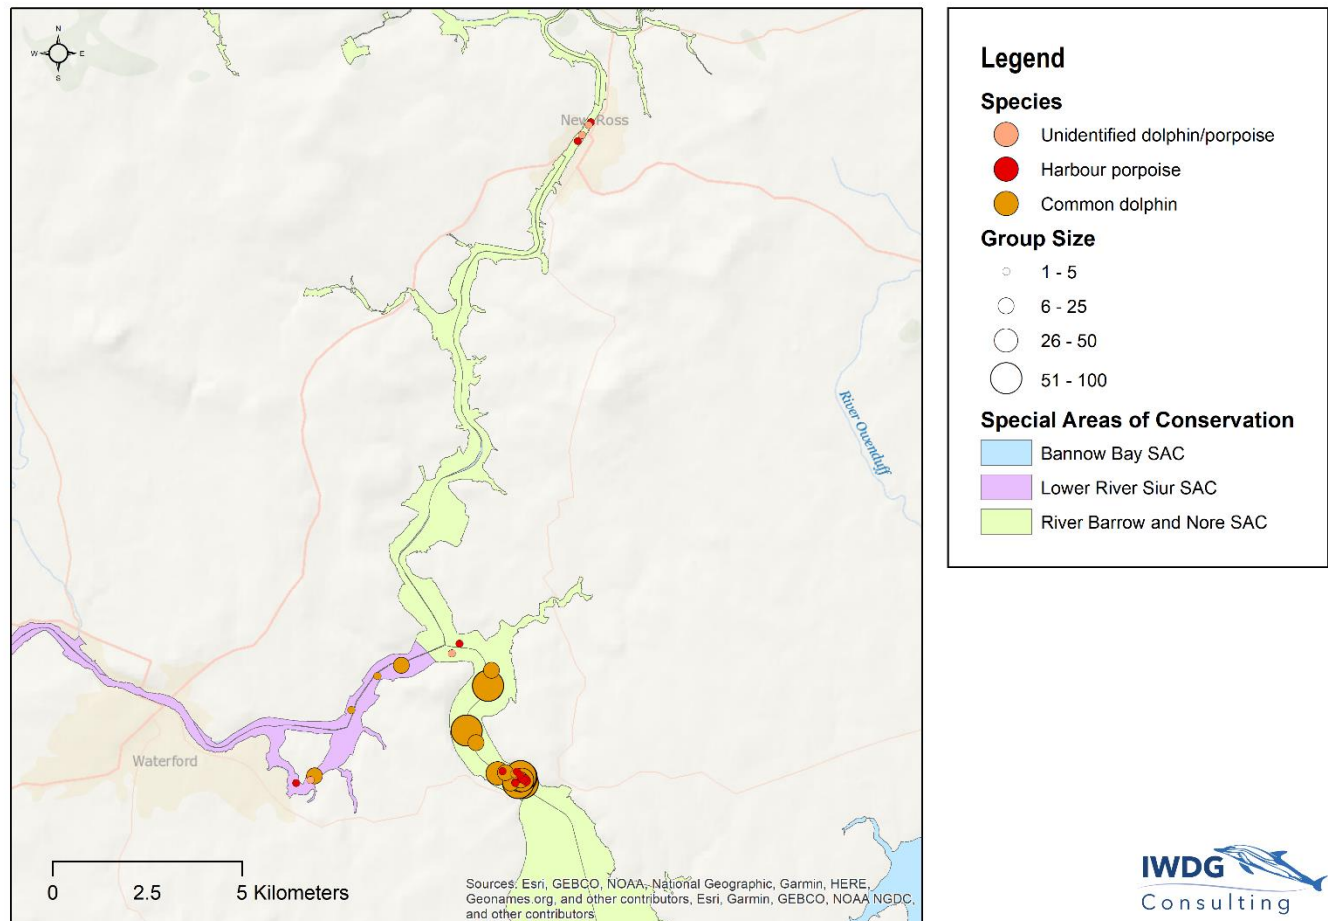 N
W E
S
New Ross
River Owenduff
Waterford
0 2.5 5 Kilometers
Sources: Esri, GEBCO, NOAA, National Geographic, Garmin, HERE,
Geonames.org, and other contributors, Esri, Garmin, GEBCO, NOAA NGDC,
and other contributors
Legend
Species
Unidentified dolphin/porpoise
Harbour porpoise
Common dolphin
Group Size
1 - 5
6 - 25
26 - 50
51 - 100
Special Areas of Conservation
Bannow Bay SAC
Lower River Siur SAC
River Barrow and Nore SAC
IWDG
Consulting